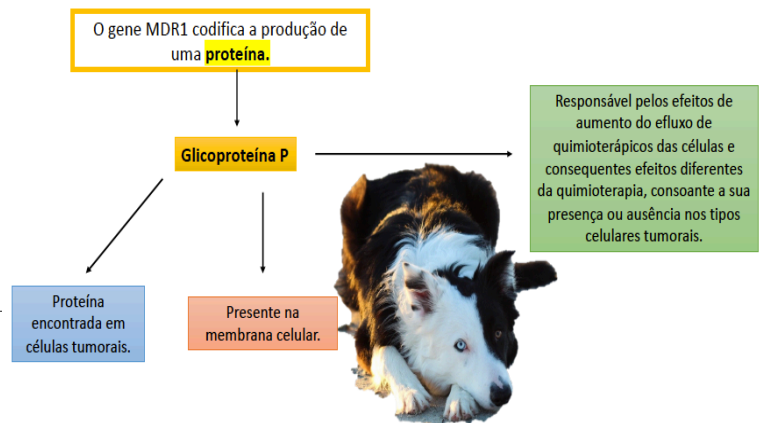 O gene MDR1 codifica a produção de
uma proteína.
Glicoproteína P
Responsável pelos efeitos de
aumento do efluxo de
quimioterápicos das células e
consequentes efeitos diferentes
da quimioterapia, consoante a sua
presença ou ausência nos tipos
celulares tumorais.
Proteína
encontrada em
células tumorais.
Presente na
membrana celular.